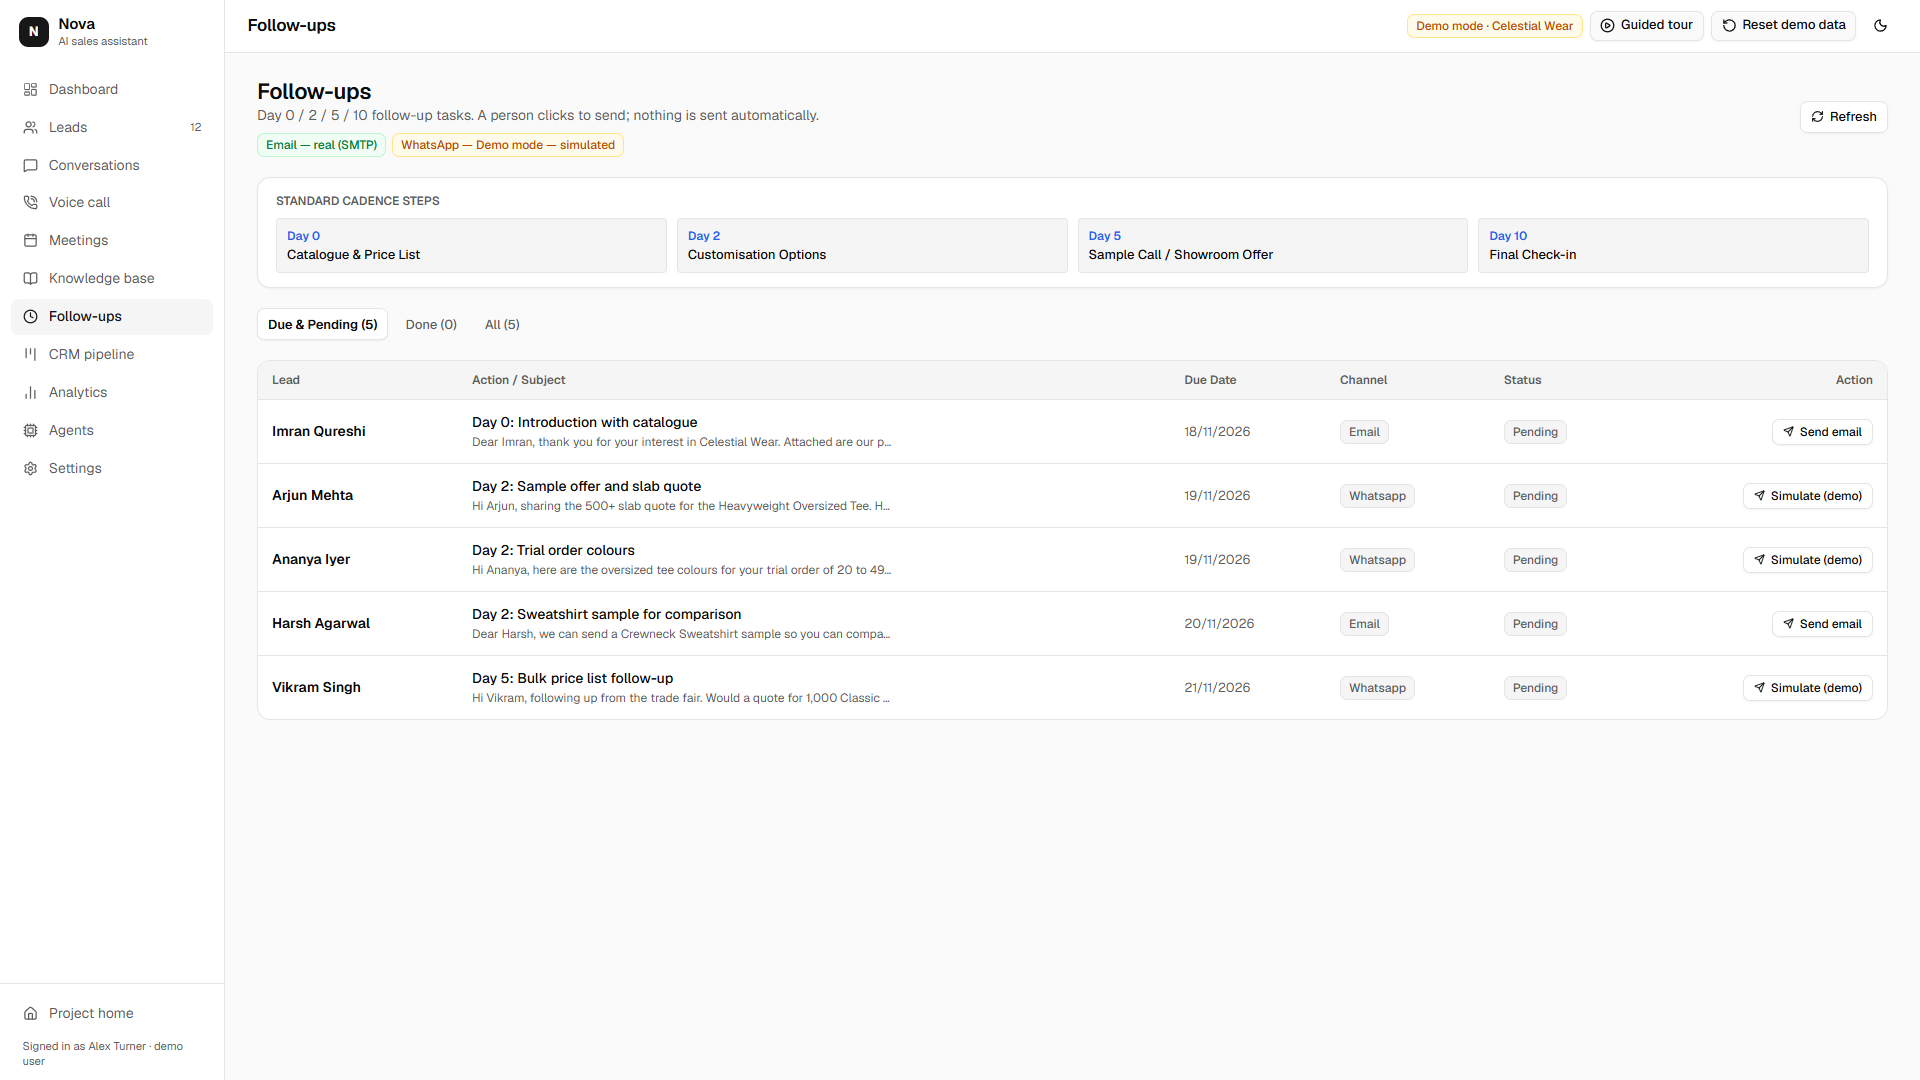 N
Nova
AI sales assistant
Dashboard
Leads 12
Conversations
Voice call
Meetings
Knowledge base
Follow-ups
CRM pipeline
Analytics
Agents
Settings
Project home
Signed in as Alex Turner · demo
user
Follow-ups
Demo mode · Celestial Wear
Guided tour
Reset demo data
Follow-ups
Day 0 / 2 / 5 / 10 follow-up tasks. A person clicks to send; nothing is sent automatically.
Email — real (SMTP)
WhatsApp — Demo mode — simulated
Refresh
STANDARD CADENCE STEPS
Day 0
Catalogue & Price List
Day 2
Customisation Options
Day 5
Sample Call / Showroom Offer
Day 10
Final Check-in
Due & Pending (5) Done (0) All (5)
Lead Action / Subject Due Date Channel Status Action
Imran Qureshi
Day 0: Introduction with catalogue
Dear Imran, thank you for your interest in Celestial Wear. Attached are our p...
18/11/2026 Email Pending Send email
Arjun Mehta
Day 2: Sample offer and slab quote
Hi Arjun, sharing the 500+ slab quote for the Heavyweight Oversized Tee. H...
19/11/2026 Whatsapp Pending Simulate (demo)
Ananya Iyer
Day 2: Trial order colours
Hi Ananya, here are the oversized tee colours for your trial order of 20 to 49...
19/11/2026 Whatsapp Pending Simulate (demo)
Harsh Agarwal
Day 2: Sweatshirt sample for comparison
Dear Harsh, we can send a Crewneck Sweatshirt sample so you can compa...
20/11/2026 Email Pending Send email
Vikram Singh
Day 5: Bulk price list follow-up
Hi Vikram, following up from the trade fair. Would a quote for 1,000 Classic ...
21/11/2026 Whatsapp Pending Simulate (demo)